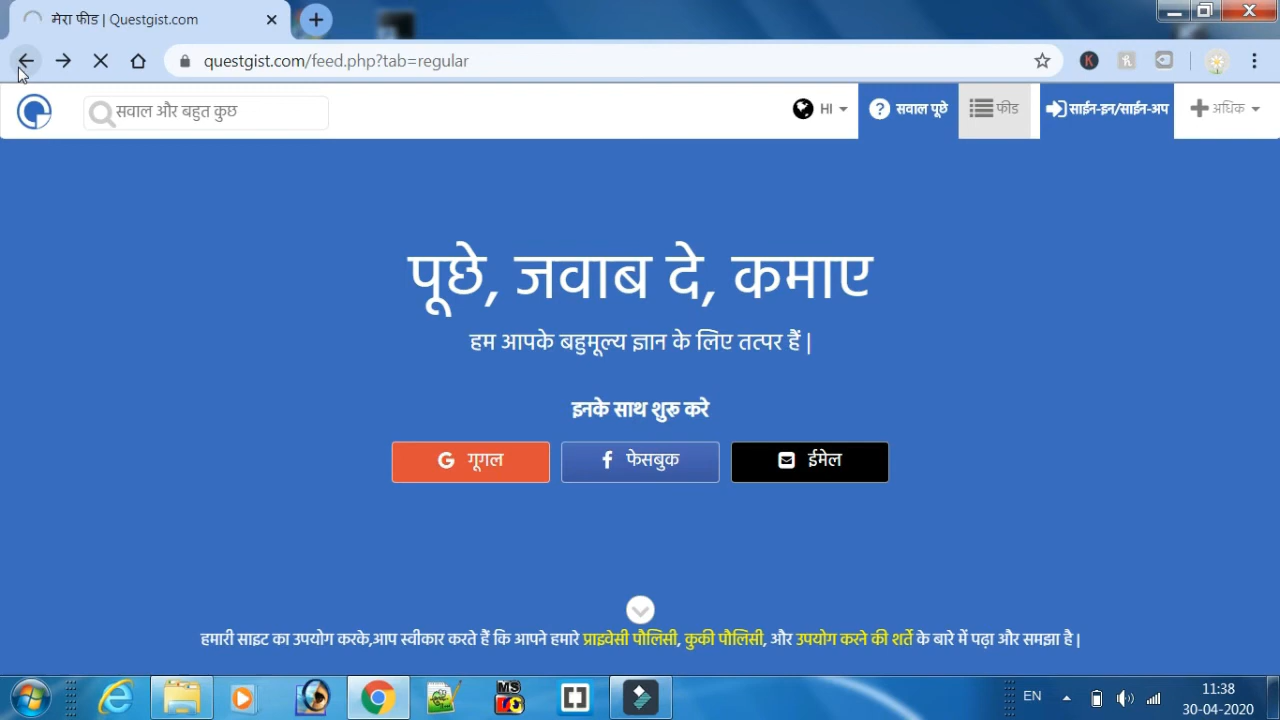 मेरा फीड | Questgist.com
questgist.com/feed.php?tab=regular
K
सवाल और बहुत कुछ
HI
? सवाल पूछे
फीड
साईन-इन/साईन-अप
अधिक
पूछे, जवाब दे, कमाए
हम आपके बहुमूल्य ज्ञान के लिए तत्पर हैं |
इनके साथ शुरू करे
G गूगल
f फेसबुक
ईमेल
हमारी साइट का उपयोग करके,आप स्वीकार करते हैं कि आपने हमारे प्राइवेसी पौलिसी, कुकी पौलिसी, और उपयोग करने की शर्ते के बारे में पढ़ा और समझा है |
MS
EN
11:38
30-04-2020